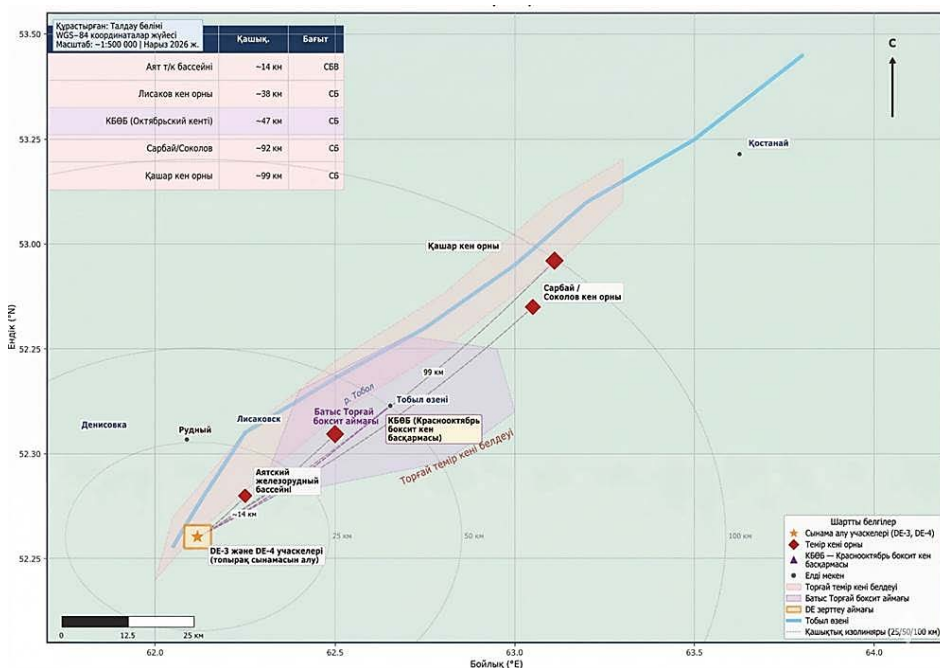 Құрастырған: Талдау бөлімі
WGS–84 координаталар жүйесі
Масштаб: ~1:500 000 | Нарыз 2026 ж.
Қашық. Бағыт
Аят т/к бассейні ~14 км СБВ
Лисаков кен орны ~38 км СБ
КБӨБ (Октябрьский кенті) ~47 км СБ
Сарбай/Соколов ~92 км СБ
Қашар кен орны ~99 км СБ
С
53.50
53.25
53.00
52.25
52.30
52.25
Ендік (°N)
Қостанай
Қашар кен орны
Сарбай /
Соколов кен орны
99 км
р. Тобол
Тобыл өзені
Лисаковск
Батыс Торғай
боксит аймағы
Денисовка
Рудный
КБӨБ (Краснооктябрь
боксит кен
басқармасы)
Торғай темір кені белдеуі
Аятский
железорудный
бассейні
~14 км
DE-3 және DE-4 учаскелері
(топырақ сынамасын алу)
25 км
50 км
100 км
Шартты белгілер
Сынама алу учаскелері (DE-3, DE-4)
Темір кені орны
КБӨБ — Краснооктябрь боксит кен
басқармасы
Елді мекен
Торғай темір кені белдеуі
Батыс Торғай боксит аймағы
DE зерттеу аймағы
Тобыл өзені
Қашықтық изолиняры (25/50/100 км)
0 12.5 25 км
62.0 62.5 63.0 63.5 64.0
Бойлық (°E)